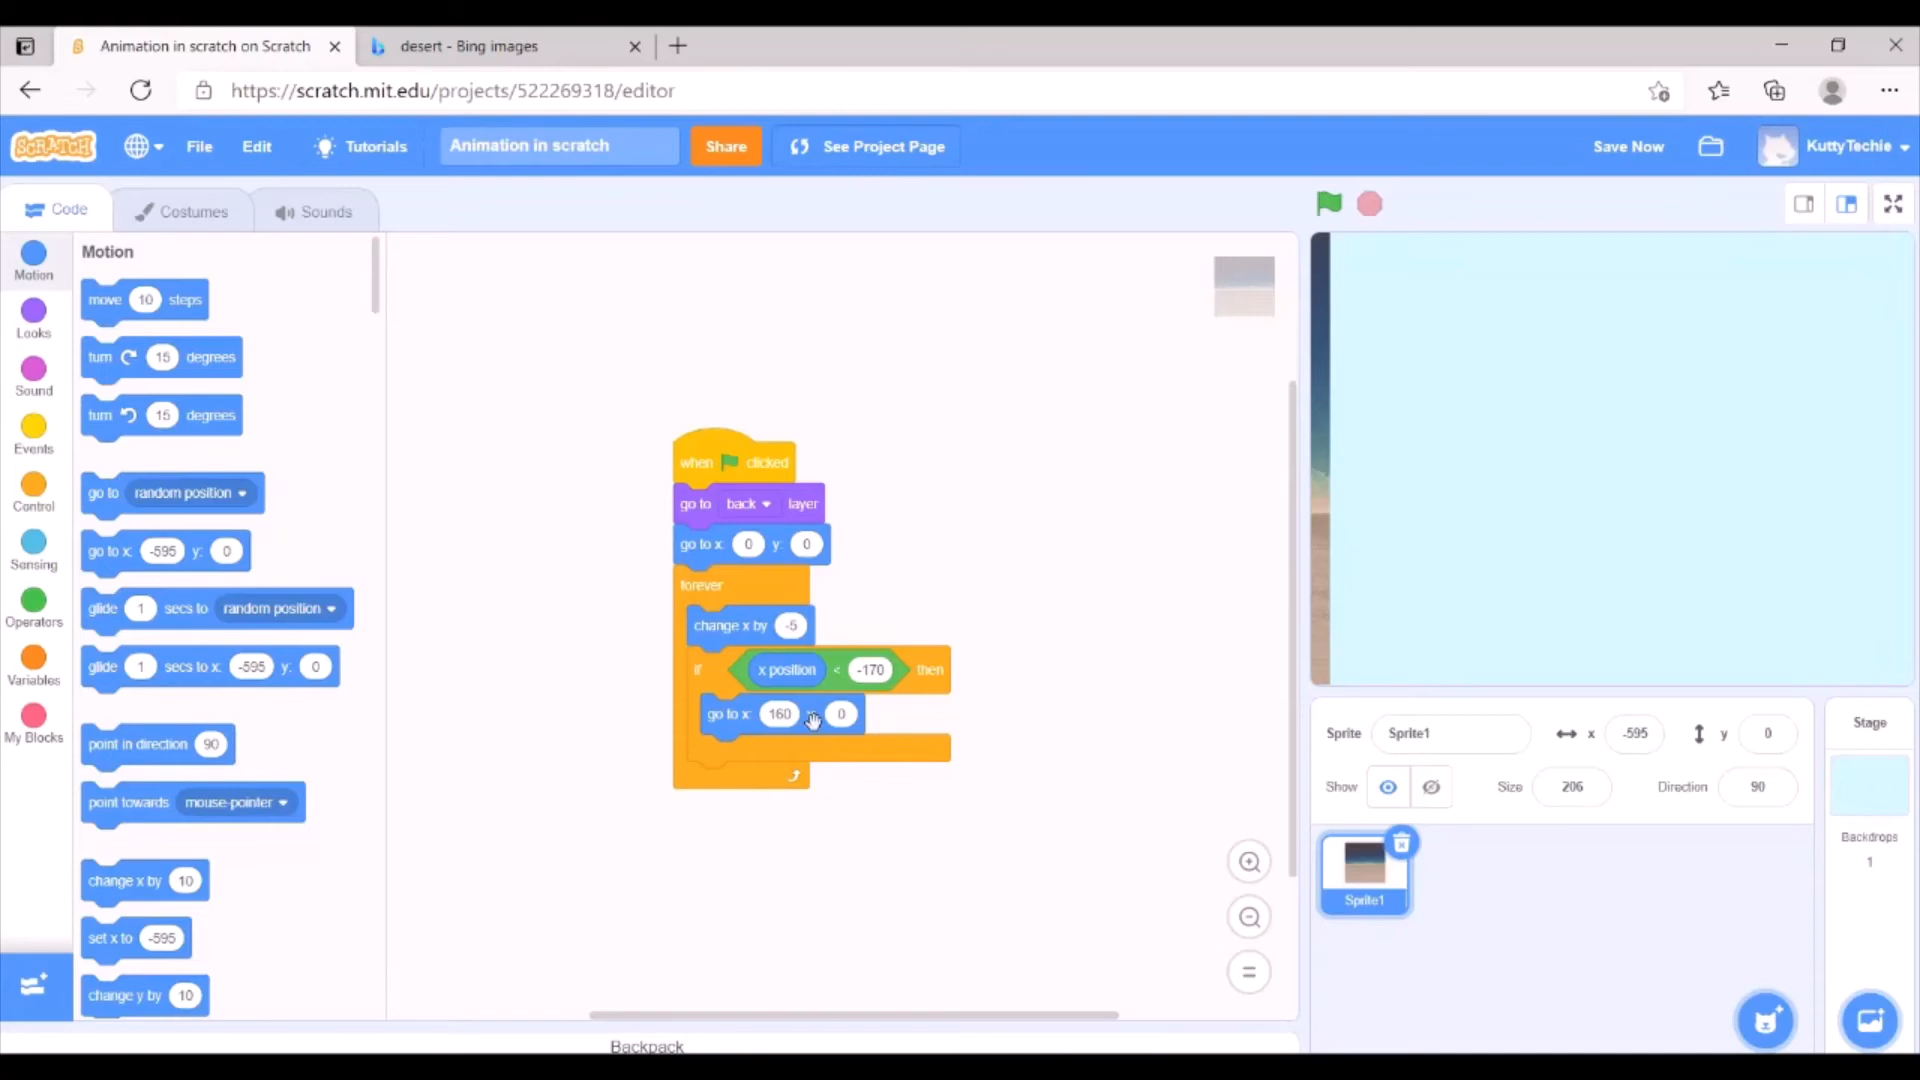 Animation in scratch on Scratch
desert - Bing images
https://scratch.mit.edu/projects/522269318/editor
SCRATCH
File
Edit
Tutorials
Animation in scratch
Share
See Project Page
Save Now
KuttyTechie
Code
Costumes
Sounds
Motion
Looks
Sound
Events
Control
Sensing
Operators
Variables
My Blocks
Motion
move 10 steps
turn 15 degrees
turn 15 degrees
go to random position
go to x: -595 y: 0
glide 1 secs to random position
glide 1 secs to x: -595 y: 0
point in direction 90
point towards mouse-pointer
change x by 10
set x to -595
change y by 10
when clicked
go to back layer
go to x: 0 y: 0
forever
change x by -5
if x position < -170 then
go to x: 160 0
Backpack
Sprite Sprite1 x -595 y 0
Show Size 206 Direction 90
Sprite1
Stage
Backdrops
1